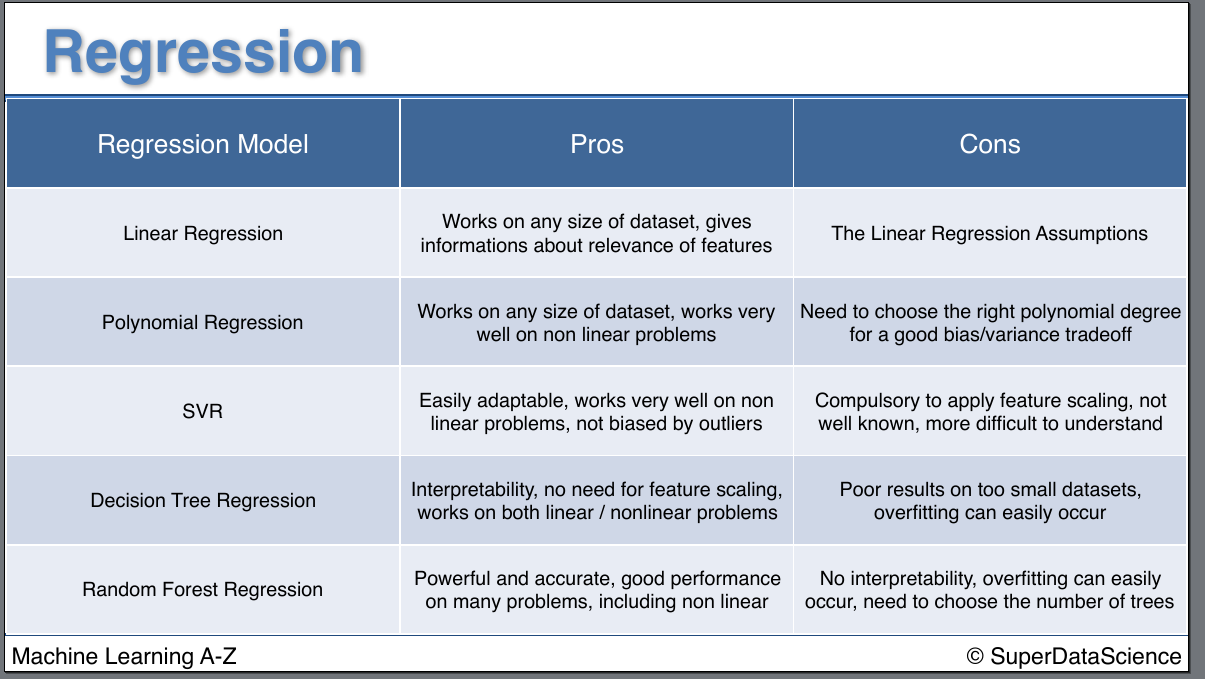 Regression
Regression Model
Pros
Cons
Linear Regression
Works on any size of dataset, gives
informations about relevance of features
The Linear Regression Assumptions
Polynomial Regression
Works on any size of dataset, works very
well on non linear problems
Need to choose the right polynomial degree
for a good bias/variance tradeoff
SVR
Easily adaptable, works very well on non
linear problems, not biased by outliers
Compulsory to apply feature scaling, not
well known, more difficult to understand
Decision Tree Regression
Interpretability, no need for feature scaling,
works on both linear / nonlinear problems
Poor results on too small datasets,
overfitting can easily occur
Random Forest Regression
Powerful and accurate, good performance
on many problems, including non linear
No interpretability, overfitting can easily
occur, need to choose the number of trees
Machine Learning A-Z
© SuperDataScience